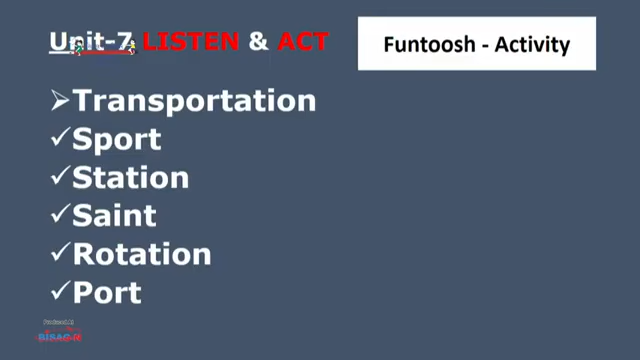 Unit-7 LISTEN & ACT
Funtoosh - Activity
Transportation
Sport
Station
Saint
Rotation
Port
BISAG-N